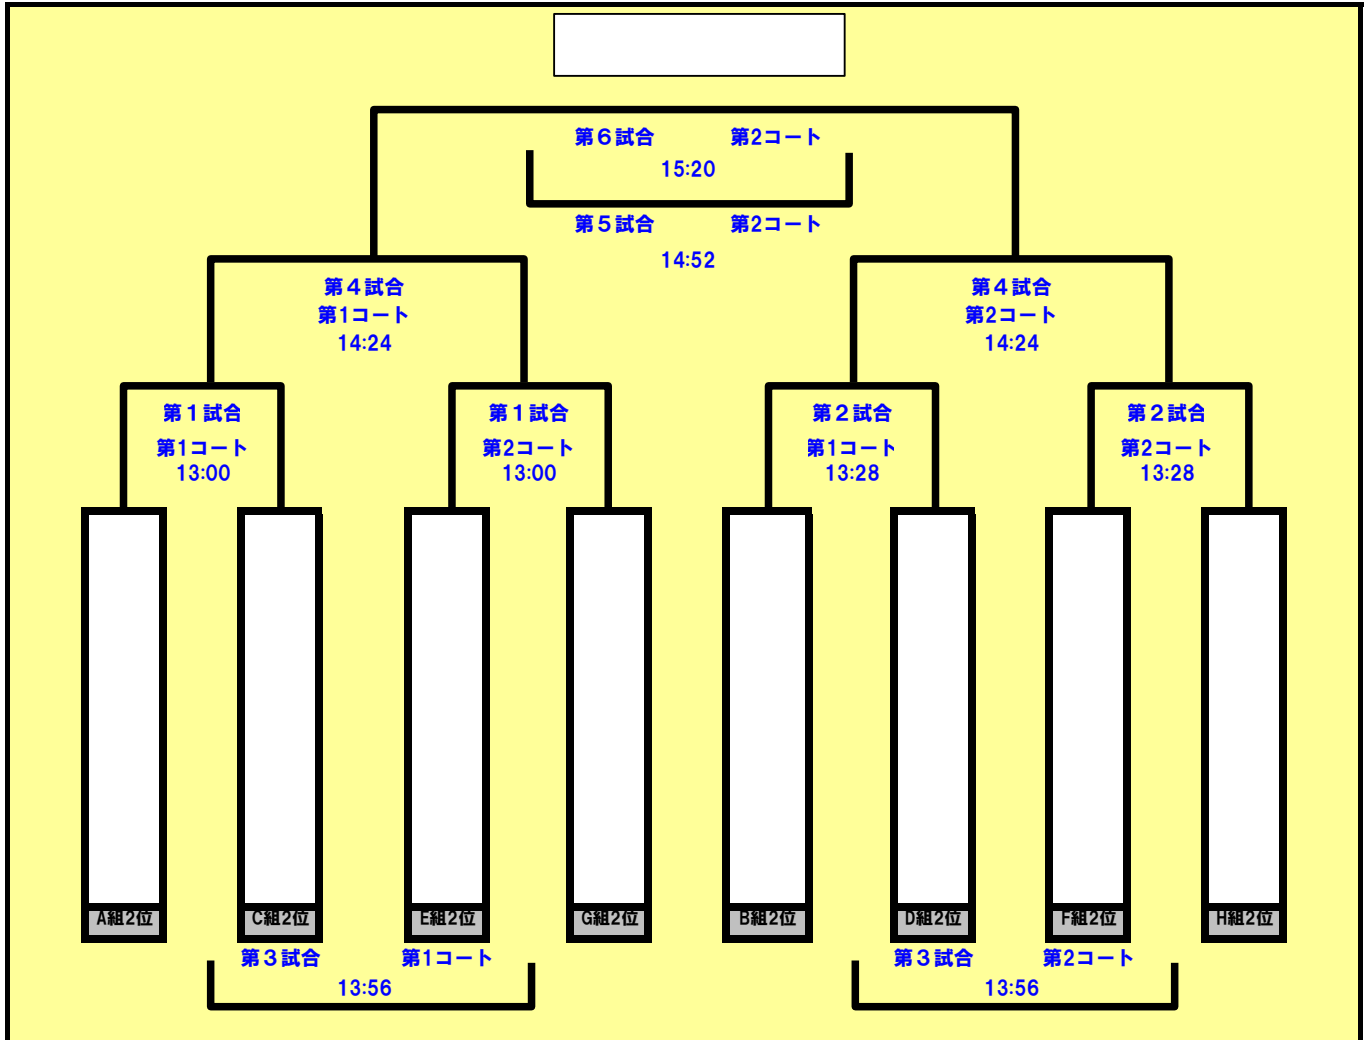 第６試合 第2コート
15:20
第５試合 第2コート
14:52
第４試合 第４試合
第1コート 第2コート
14:24 14:24
第１試合 第１試合 第２試合 第２試合
第1コート 第2コート 第1コート 第2コート
13:00 13:00 13:28 13:28
A組2位 C組2位 E組2位 G組2位 B組2位 D組2位 F組2位 H組2位
第３試合 第1コート 第３試合 第2コート
13:56 13:56